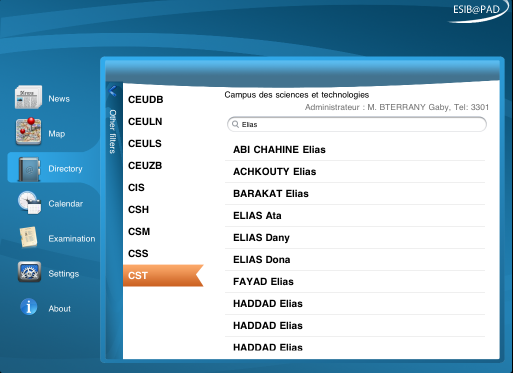 ESIB@PAD
News
Map
Directory
Calendar
Examination
Settings
About
Other filters
CEUDB
CEULN
CEULS
CEUZB
CIS
CSH
CSM
CSS
CST
Campus des sciences et technologies
Administrateur : M. BTERRANY Gaby, Tel: 3301
Elias
ABI CHAHINE Elias
ACHKOUTY Elias
BARAKAT Elias
ELIAS Ata
ELIAS Dany
ELIAS Dona
FAYAD Elias
HADDAD Elias
HADDAD Elias
HADDAD Elias